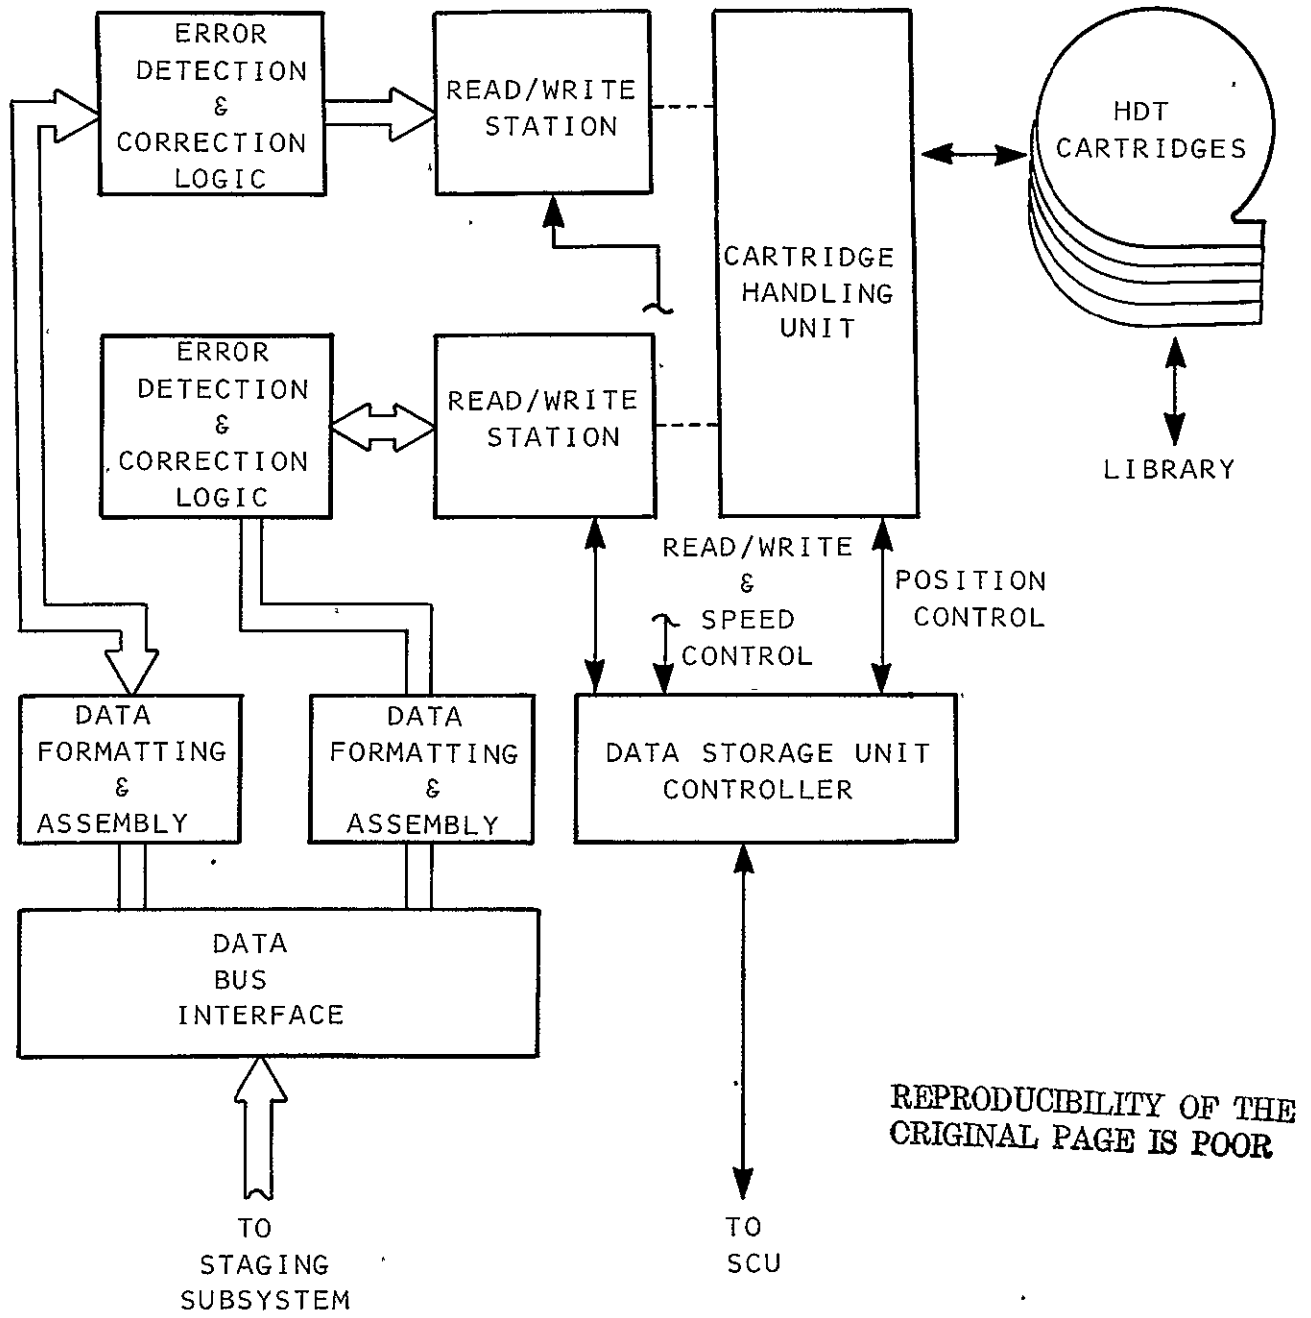 ERROR
DETECTION
&
CORRECTION
LOGIC
READ/WRITE
STATION
CARTRIDGE
HANDLING
UNIT
HDT
CARTRIDGES
ERROR
DETECTION
&
CORRECTION
LOGIC
READ/WRITE
STATION
LIBRARY
READ/WRITE
&
SPEED
CONTROL
POSITION
CONTROL
DATA
FORMATTING
&
ASSEMBLY
DATA
FORMATTING
&
ASSEMBLY
DATA STORAGE UNIT
CONTROLLER
DATA
BUS
INTERFACE
REPRODUCIBILITY OF THE
CRIGINAL PAGE IS POOR
TO
STAGING
SUBSYSTEM
TO
SCU